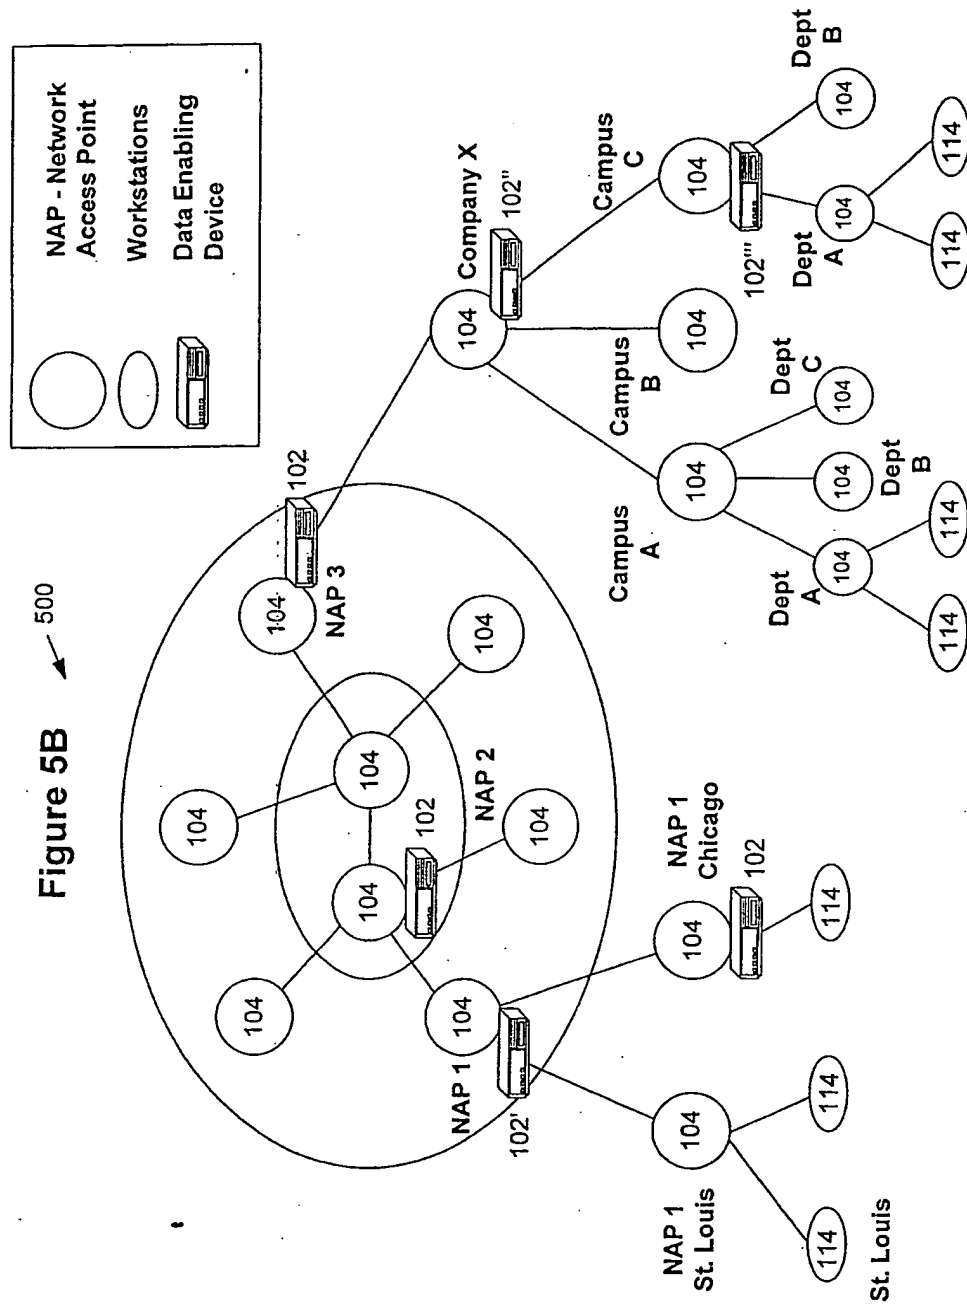 Figure 5B
500
NAP - Network
Access Point
Workstations
Data Enabling
Device
104
104
104
104
102
NAP 3
104
104
102
NAP 2
104
104
104
NAP 1
102'
104
Company X
102"
Campus
A
Campus
B
Campus
C
104
104
104
102'''
Dept
A
104
104
Dept
B
Dept
C
104
Dept
A
104
Dept
B
104
114
114
114
114
NAP 1
St. Louis
104
NAP 1
Chicago
104
102
114
114
114
St. Louis